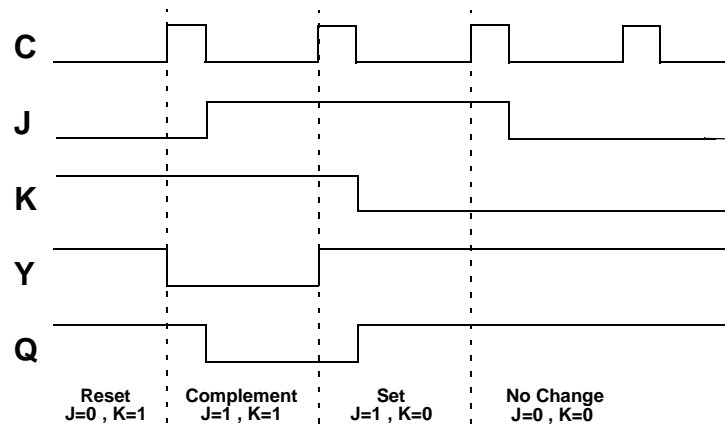 C
J
K
Y
Q
Reset
J=0 , K=1
Complement
J=1 , K=1
Set
J=1 , K=0
No Change
J=0 , K=0